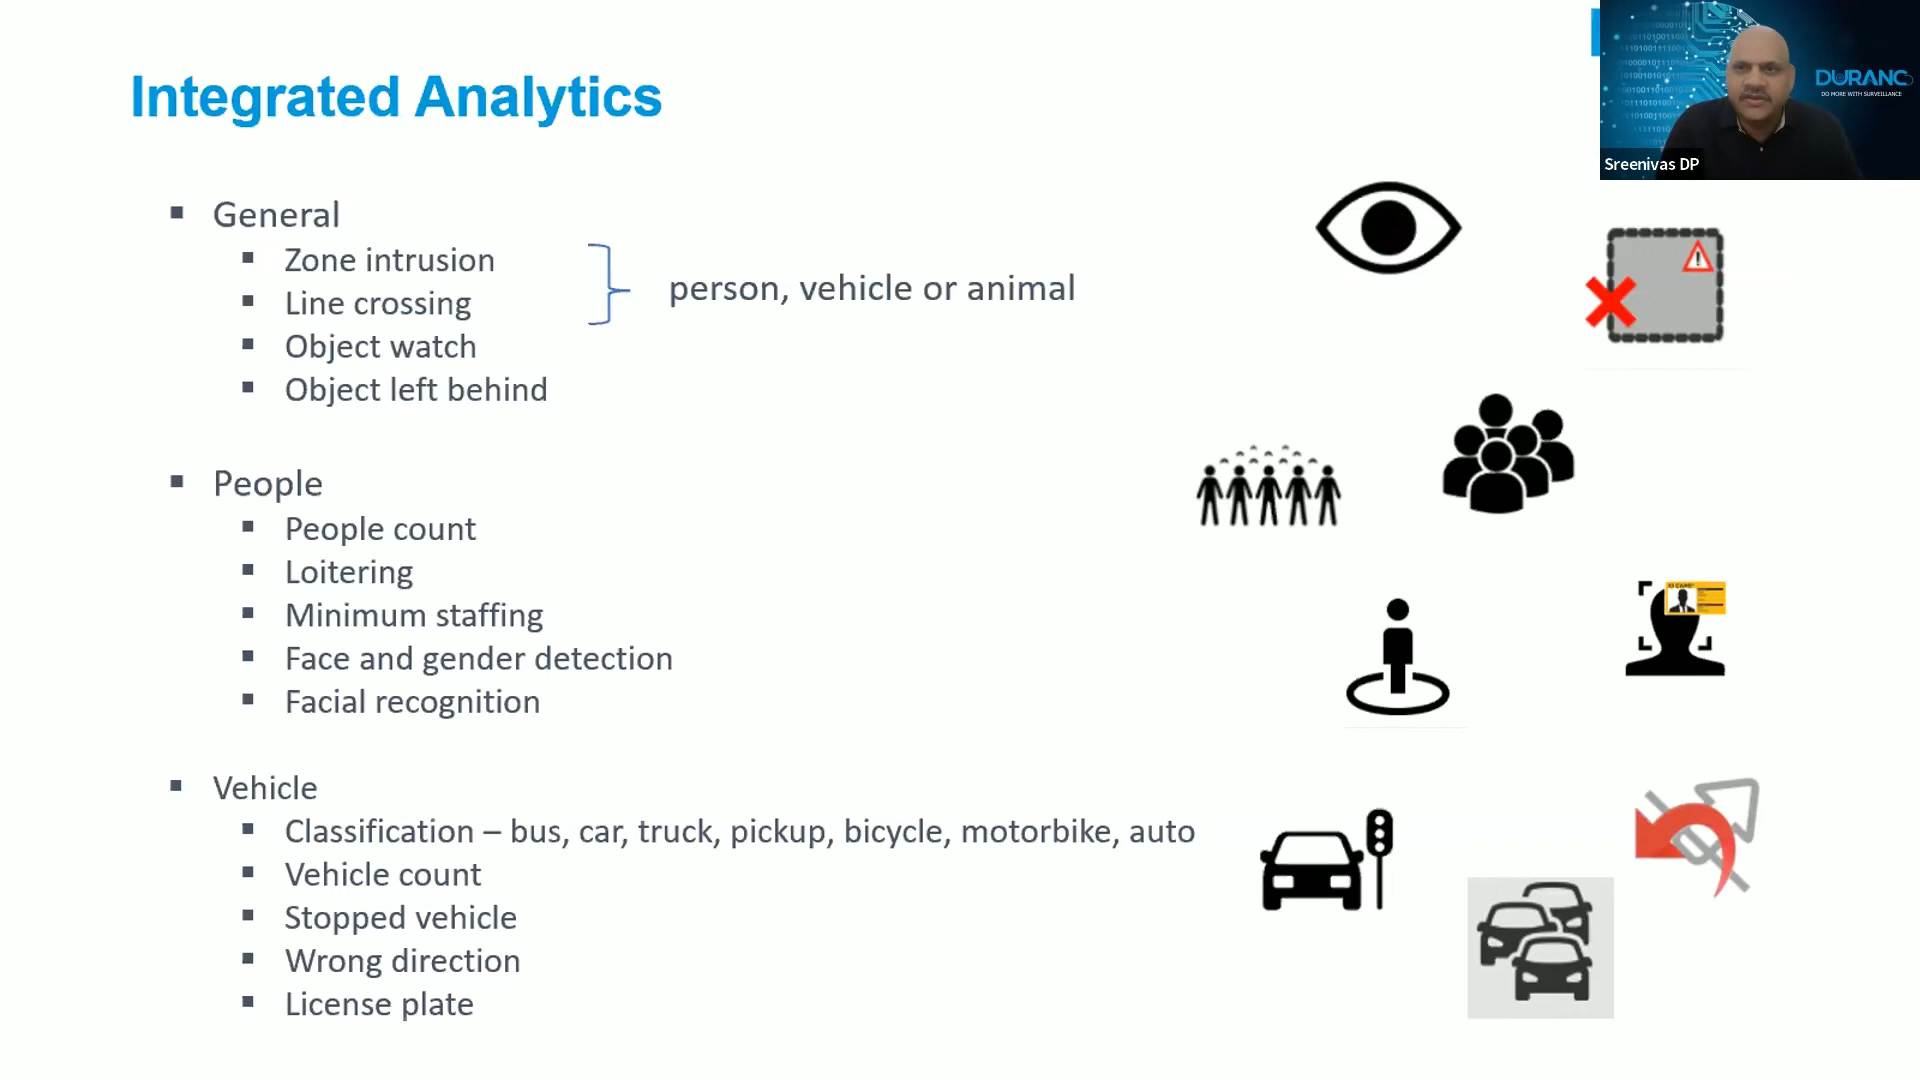 Integrated Analytics
General
Zone intrusion
Line crossing
person, vehicle or animal
Object watch
Object left behind
People
People count
Loitering
Minimum staffing
Face and gender detection
Facial recognition
Vehicle
Classification – bus, car, truck, pickup, bicycle, motorbike, auto
Vehicle count
Stopped vehicle
Wrong direction
License plate
DURANC
DO MORE WITH SURVEILLANCE
Sreenivas DP
ID CARD